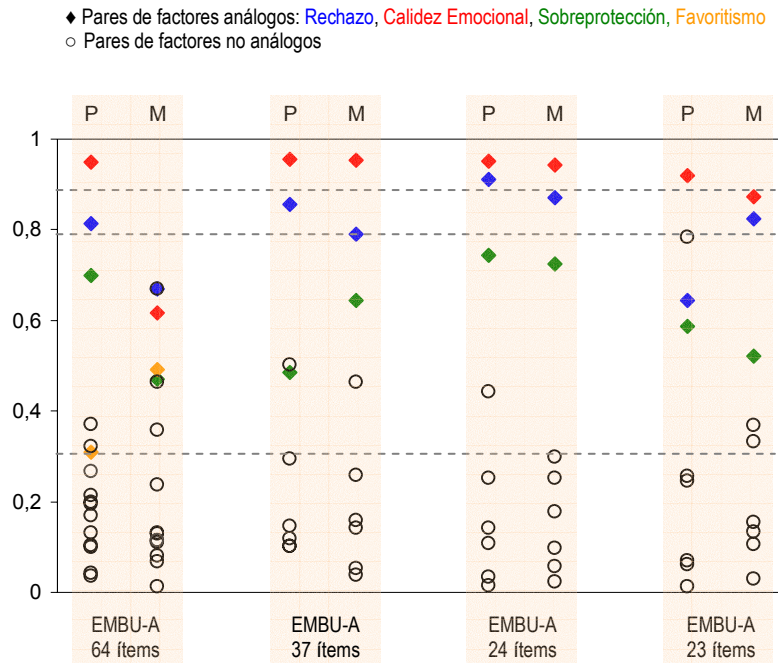 ♦ Pares de factores análogos: Rechazo, Calidez Emocional, Sobreprotección, Favoritismo
○ Pares de factores no análogos
P M P M P M P M
1
0,8
0,6
0,4
0,2
0
EMBU-A EMBU-A EMBU-A EMBU-A
64 ítems 37 ítems 24 ítems 23 ítems